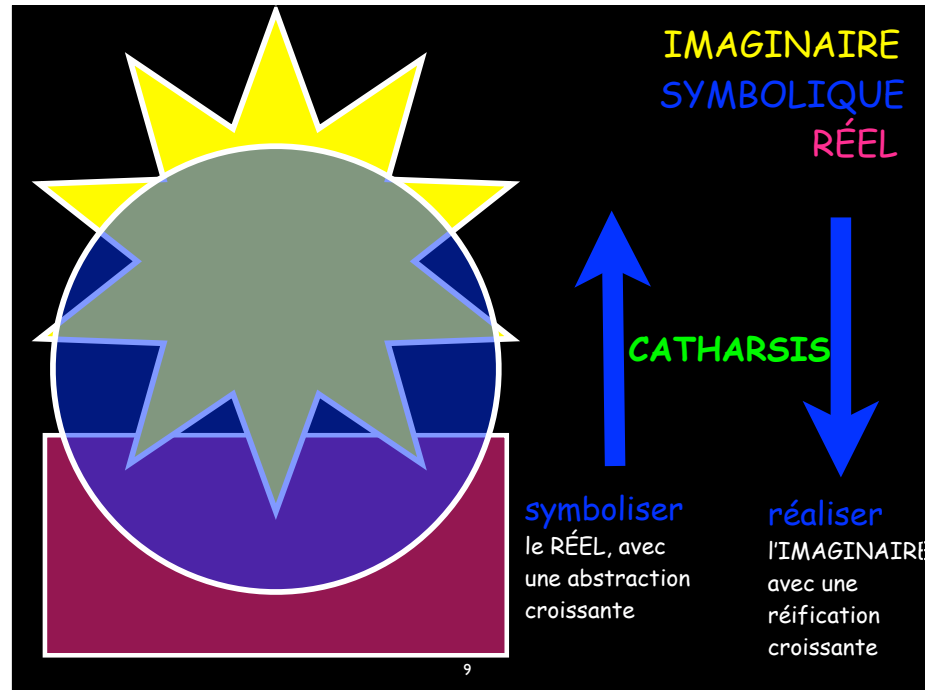 IMAGINAIRE
SYMBOLIQUE
RÉEL
CATHARSIS
symboliser
le RÉEL, avec
une abstraction
croissante
réaliser
l'IMAGINAIRE
avec une
réification
croissante
9